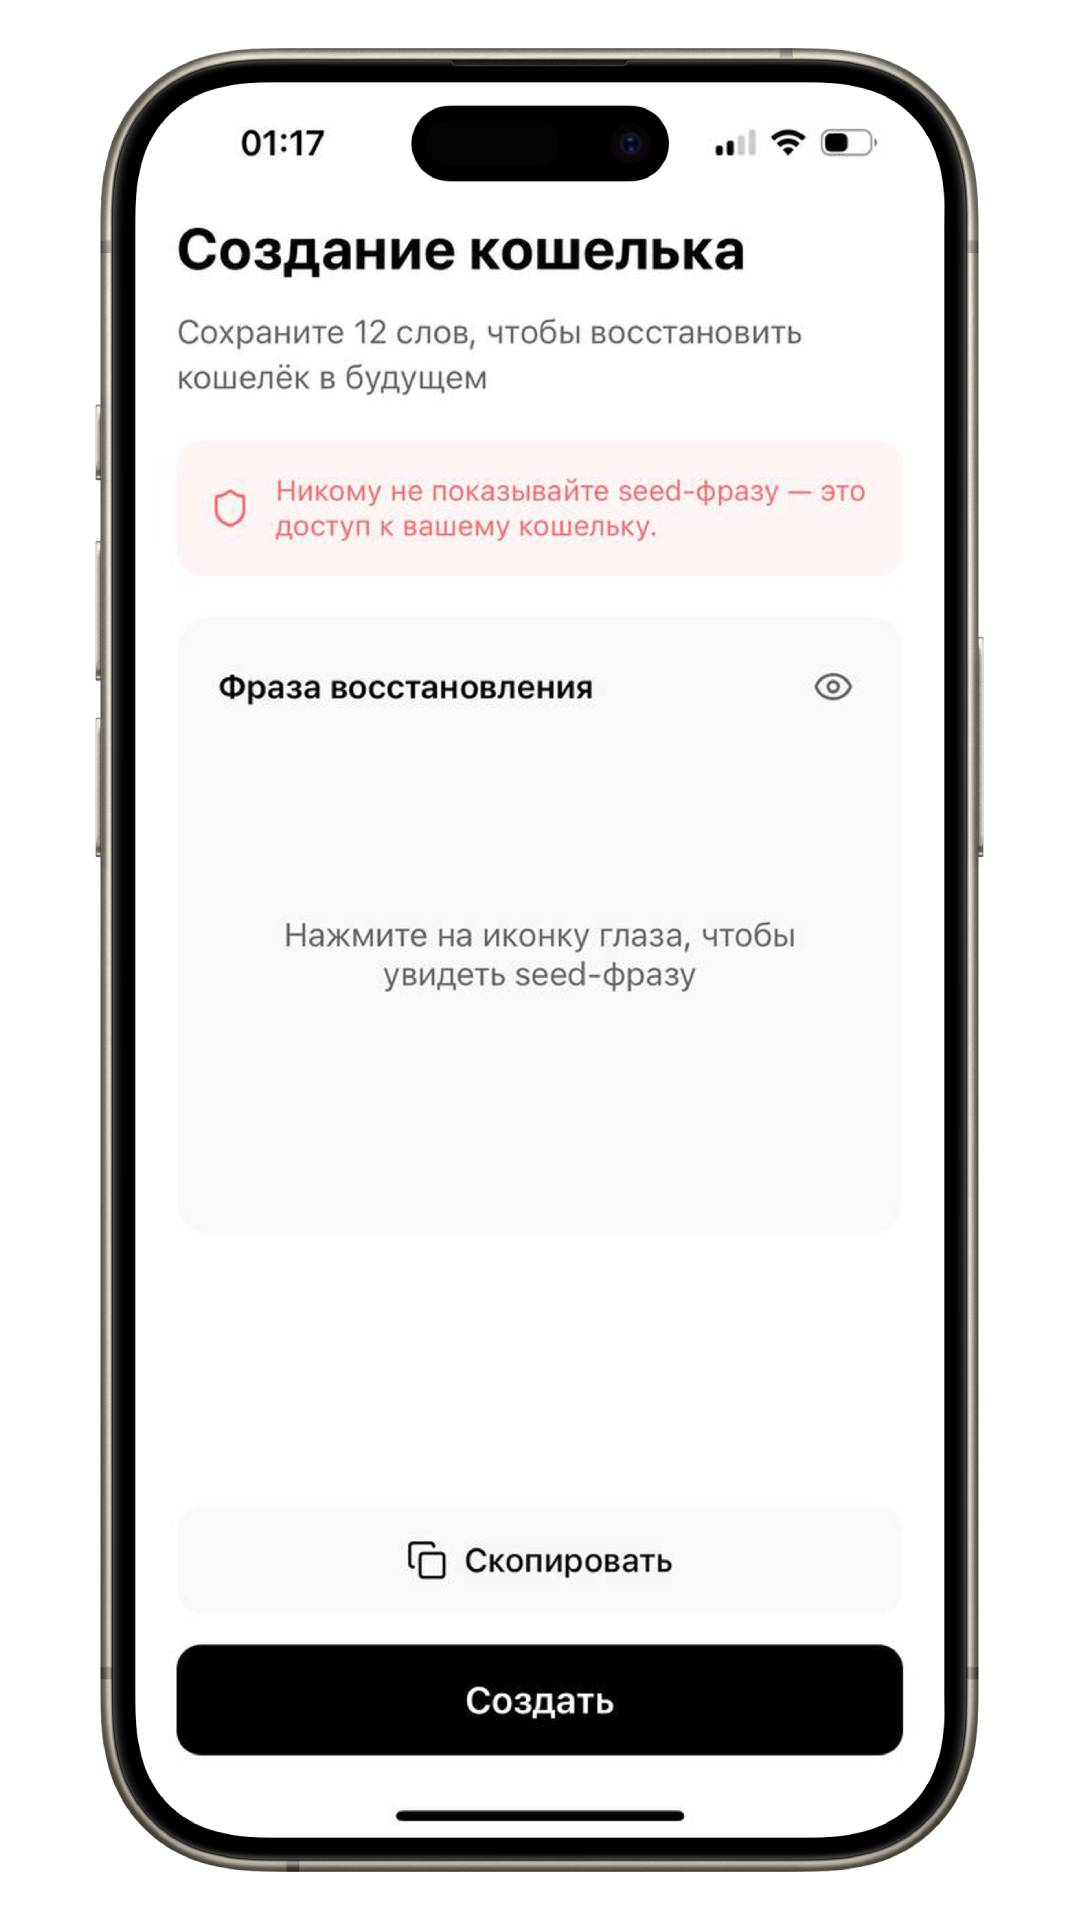 01:17
Создание кошелька
Сохраните 12 слов, чтобы восстановить
кошелёк в будущем
Никому не показывайте seed-фразу — это
доступ к вашему кошельку.
Фраза восстановления
Нажмите на иконку глаза, чтобы
увидеть seed-фразу
Скопировать
Создать